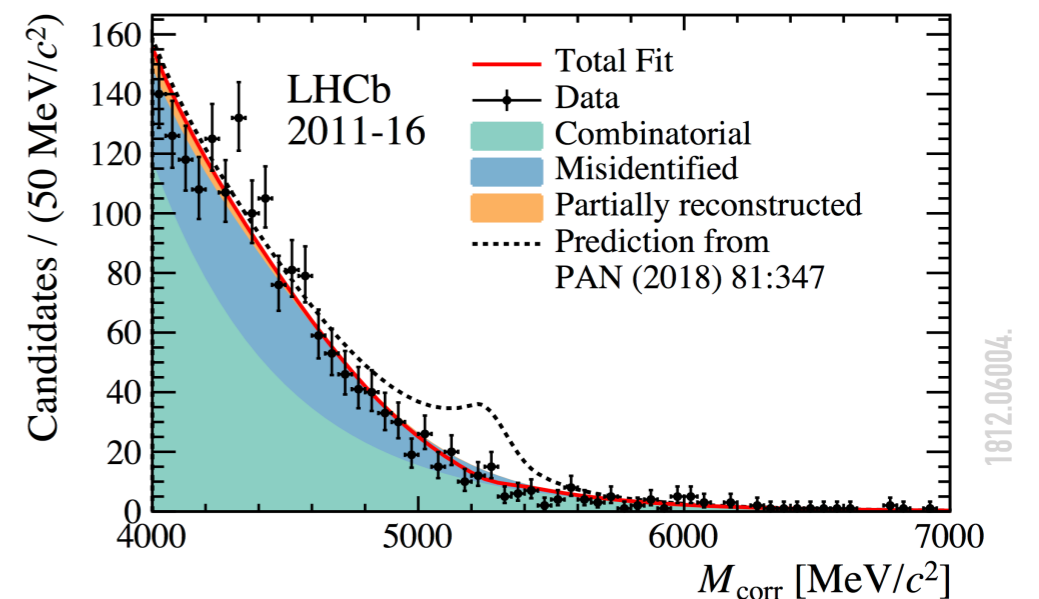 Candidates / (50 MeV/c²)
160
140
120
100
80
60
40
20
0
LHCb
2011-16
Total Fit
Data
Combinatorial
Misidentified
Partially reconstructed
Prediction from
PAN (2018) 81:347
4000 5000 6000 7000
M_corr [MeV/c²]
1812.06004.